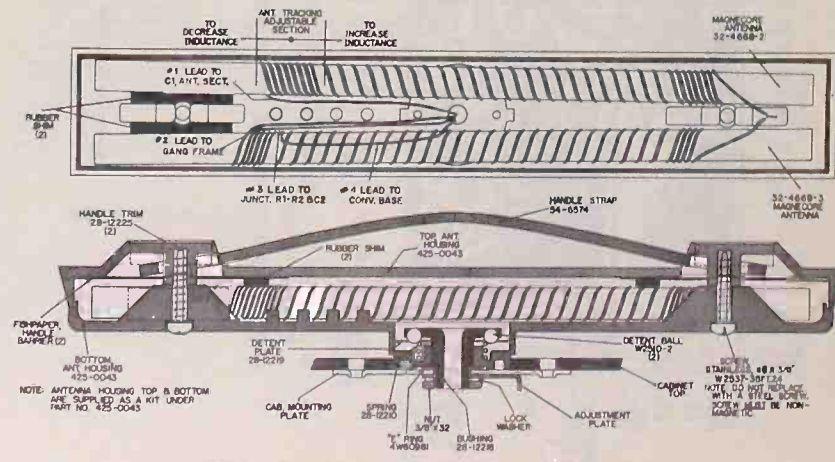 ANT. TRACKING
ADJUSTABLE
SECTION
TO
DECREASE
INDUCTANCE
TO
INCREASE
INDUCTANCE
MAGNECORE
ANTENNA
32-4669-2
#1 LEAD TO
C1, ANT. SECT.
RUBBER
SHIM
(2)
#2 LEAD TO
GANG FRAME
#3 LEAD TO
JUNCT. R1-R2 & C2
#4 LEAD TO
CONV. BASE
32-4669-3
MAGNECORE
ANTENNA
HANDLE TRIM
28-12225
(2)
HANDLE STRAP
54-6574
RUBBER SHIM
(2)
TOP, ANT.
HOUSING
425-0043
FISHPAPER,
HANDLE
BARRIER (2)
BOTTOM,
ANT. HOUSING
425-0043
DETENT
PLATE
28-12219
DETENT BALL
W2510-2
(2)
SCREW
STAINLESS #8 X 3/8"
NOTE: DO NOT REPLACE
WITH A STEEL SCREW.
SCREW MUST BE NON-
MAGNETIC
NOTE: ANTENNA HOUSING TOP & BOTTOM
ARE SUPPLIED AS A KIT UNDER
PART NO. 425-0043
CAB. MOUNTING
PLATE
SPRING
28-12210
"E" RING
4W60961
NUT
3/8" x 32
BUSHING
28-12218
LOCK
WASHER
ADJUSTMENT
PLATE
CABINET
TOP